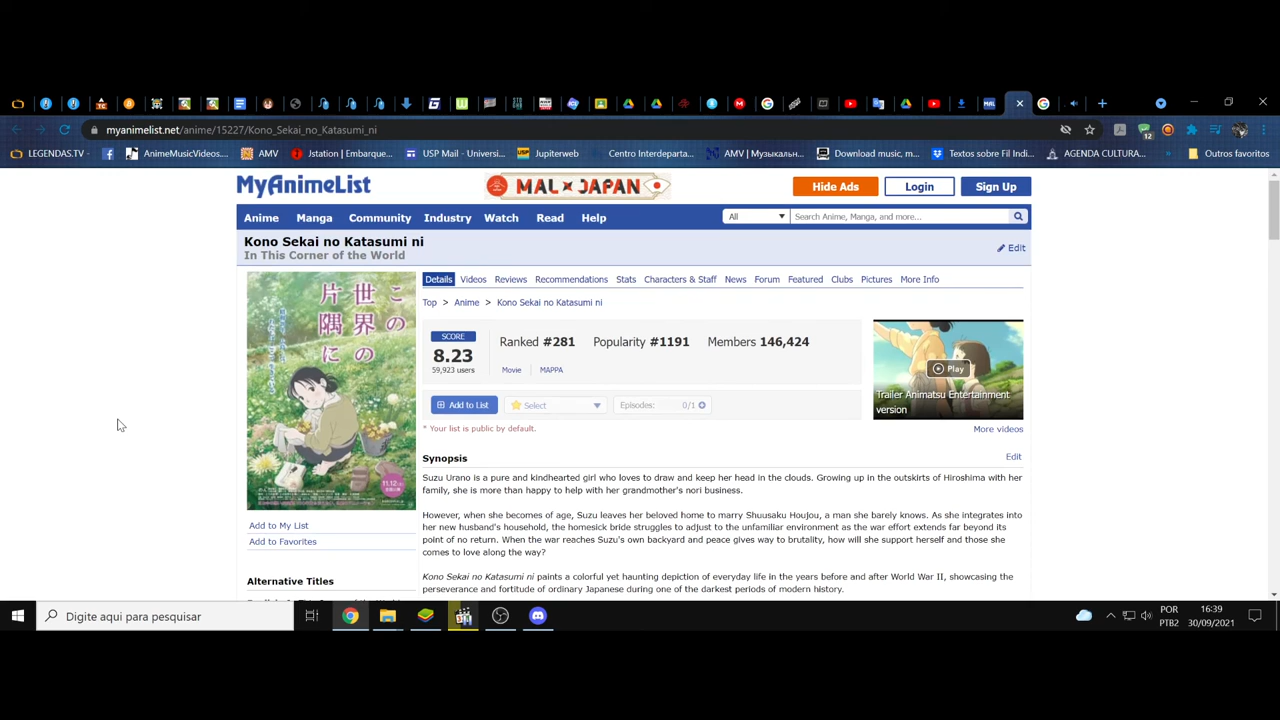 myanimelist.net/anime/15227/Kono_Sekai_no_Katasumi_ni
12
LEGENDAS.TV -
AnimeMusicVideos...
AMV
Jstation | Embarque...
USP Mail - Universi...
Jupiterweb
Centro Interdeparta...
AMV | Музыкальн...
Download music, m...
Textos sobre Fil Indi...
AGENDA CULTURA...
»
Outros favoritos
MyAnimeList
MAL x JAPAN
Hide Ads
Login
Sign Up
Anime
Manga
Community
Industry
Watch
Read
Help
All
Search Anime, Manga, and more...
Kono Sekai no Katasumi ni
In This Corner of the World
Edit
この
世界の
片隅に
11.12
Details
Videos
Reviews
Recommendations
Stats
Characters & Staff
News
Forum
Featured
Clubs
Pictures
More Info
Top > Anime > Kono Sekai no Katasumi ni
SCORE
8.23
59,923 users
Ranked #281
Popularity #1191
Members 146,424
Movie
MAPPA
Add to List
Select
Episodes: 0/1
* Your list is public by default.
Play
Trailer Animatsu Entertainment
version
More videos
Synopsis
Edit
Suzu Urano is a pure and kindhearted girl who loves to draw and keep her head in the clouds. Growing up in the outskirts of Hiroshima with her
family, she is more than happy to help with her grandmother's nori business.
However, when she becomes of age, Suzu leaves her beloved home to marry Shuusaku Houjou, a man she barely knows. As she integrates into
her new husband's household, the homesick bride struggles to adjust to the unfamiliar environment as the war effort extends far beyond its
point of no return. When the war reaches Suzu's own backyard and peace gives way to brutality, how will she support herself and those she
comes to love along the way?
Kono Sekai no Katasumi ni paints a colorful yet haunting depiction of everyday life in the years before and after World War II, showcasing the
perseverance and fortitude of ordinary Japanese during one of the darkest periods of modern history.
Add to My List
Add to Favorites
Alternative Titles
Digite aqui para pesquisar
POR
PTB2
16:39
30/09/2021